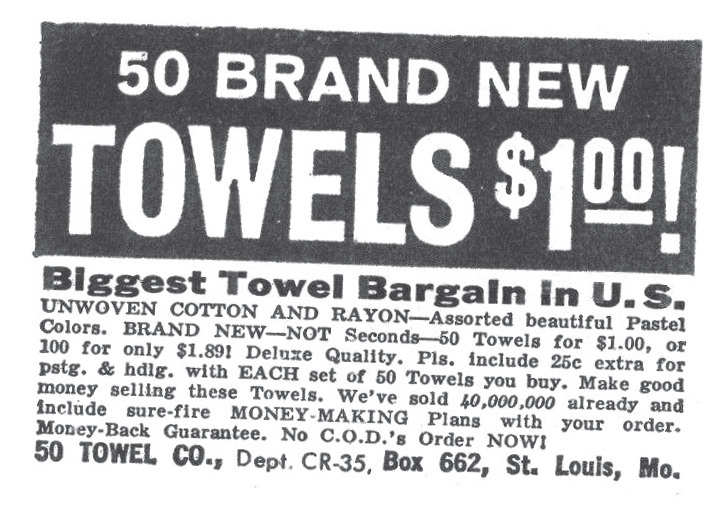 50 BRAND NEW
TOWELS $1.00!
Biggest Towel Bargain in U.S.
UNWOVEN COTTON AND RAYON—Assorted beautiful Pastel
Colors. BRAND NEW—NOT Seconds—50 Towels for $1.00, or
100 for only $1.89! Deluxe Quality. Pls. include 25c extra for
pstg. & hdlg. with EACH set of 50 Towels you buy. Make good
money selling these Towels. We've sold 40,000,000 already and
include sure-fire MONEY-MAKING Plans with your order.
Money-Back Guarantee. No C.O.D.'s Order NOW!
50 TOWEL CO., Dept. CR-35, Box 662, St. Louis, Mo.